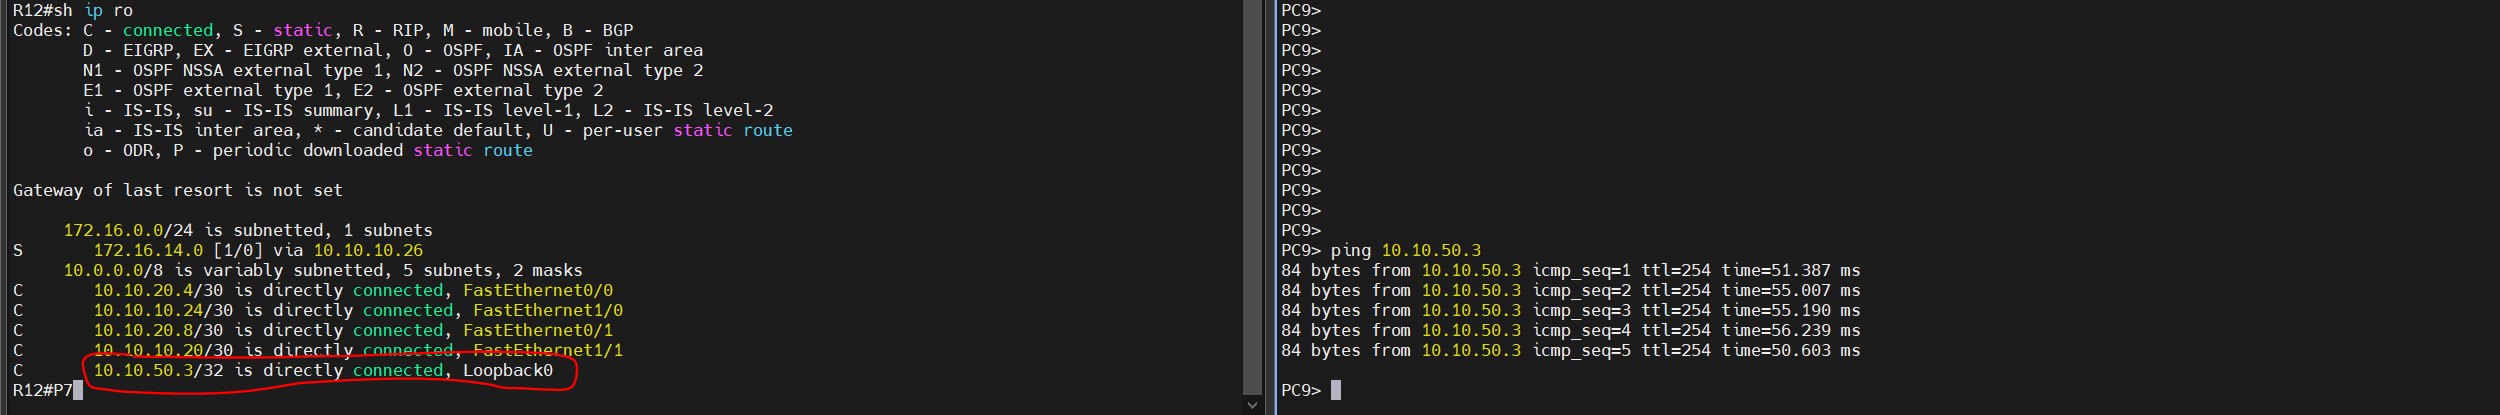 R12#sh ip ro
Codes: C - connected, S - static, R - RIP, M - mobile, B - BGP
       D - EIGRP, EX - EIGRP external, O - OSPF, IA - OSPF inter area
       N1 - OSPF NSSA external type 1, N2 - OSPF NSSA external type 2
       E1 - OSPF external type 1, E2 - OSPF external type 2
       i - IS-IS, su - IS-IS summary, L1 - IS-IS level-1, L2 - IS-IS level-2
       ia - IS-IS inter area, * - candidate default, U - per-user static route
       o - ODR, P - periodic downloaded static route
Gateway of last resort is not set
     172.16.0.0/24 is subnetted, 1 subnets
S       172.16.14.0 [1/0] via 10.10.10.26
     10.0.0.0/8 is variably subnetted, 5 subnets, 2 masks
C       10.10.20.4/30 is directly connected, FastEthernet0/0
C       10.10.10.24/30 is directly connected, FastEthernet1/0
C       10.10.20.8/30 is directly connected, FastEthernet0/1
C       10.10.10.20/30 is directly connected, FastEthernet1/1
C       10.10.50.3/32 is directly connected, Loopback0
R12#P7
PC9>
PC9>
PC9>
PC9>
PC9>
PC9>
PC9>
PC9>
PC9>
PC9>
PC9>
PC9>
PC9> ping 10.10.50.3
84 bytes from 10.10.50.3 icmp_seq=1 ttl=254 time=51.387 ms
84 bytes from 10.10.50.3 icmp_seq=2 ttl=254 time=55.007 ms
84 bytes from 10.10.50.3 icmp_seq=3 ttl=254 time=55.190 ms
84 bytes from 10.10.50.3 icmp_seq=4 ttl=254 time=56.239 ms
84 bytes from 10.10.50.3 icmp_seq=5 ttl=254 time=50.603 ms
PC9>